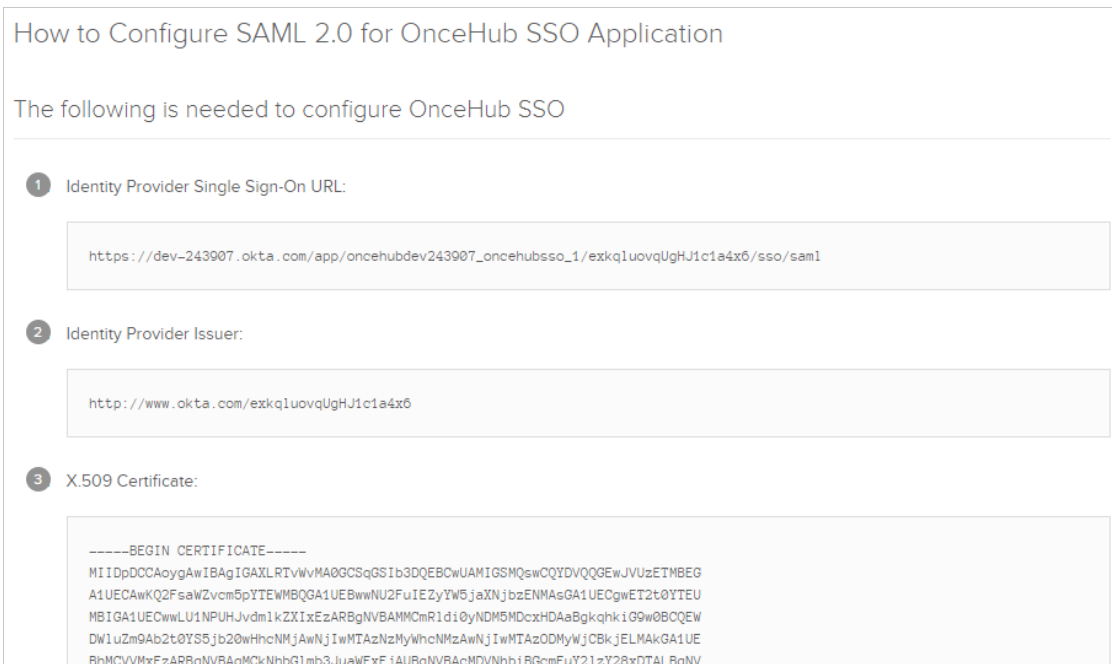 How to Configure SAML 2.0 for OnceHub SSO Application
The following is needed to configure OnceHub SSO
1 Identity Provider Single Sign-On URL:
https://dev-243907.okta.com/app/oncehubdev243907_oncehubsso_1/exkqluovqUgHJ1c1a4x6/sso/saml
2 Identity Provider Issuer:
http://www.okta.com/exkqluovqUgHJ1c1a4x6
3 X.509 Certificate:
-----BEGIN CERTIFICATE-----
MIIDpDCCAoygAwIBAgIGAXLRTvWvMA0GCSqGSIb3DQEBCwUAMIGSMQswCQYDVQQGEwJVUzETMBEG
A1UECAwKQ2FsaWZvcm5pYTEWMBQGA1UEBwwNU2FuIEZyYW5jaXNjbzENMAsGA1UECgwET2t0YTEU
MBIGA1UECwwLU1NPUHJvdmlkZXIxEzARBgNVBAMMCmRldi0yNDM5MDcxHDAaBgkqhkiG9w0BCQEW
DWluZm9Ab2t0YS5jb20wHhcNMjAwNjIwMTAzNzMyWhcNMzAwNjIwMTAzODMyWjCBkjELMAkGA1UE
BhMCVVMxEzARBgNVBAgMCkNhbGlmb3JuaWExFjAUBgNVBAcMDVNhbiBGcmFuY2lzY28xDTALBgNV